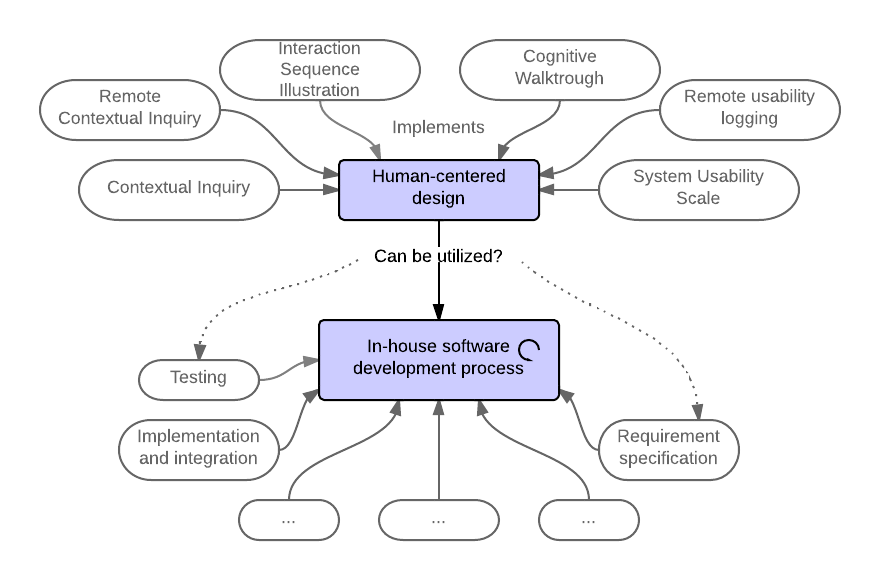 Interaction
Sequence
Illustration
Cognitive
Walktrough
Remote
Contextual Inquiry
Implements
Remote usability
logging
Contextual Inquiry
Human-centered
design
System Usability
Scale
Can be utilized?
In-house software
development process
Testing
Implementation
and integration
Requirement
specification
...
...
...